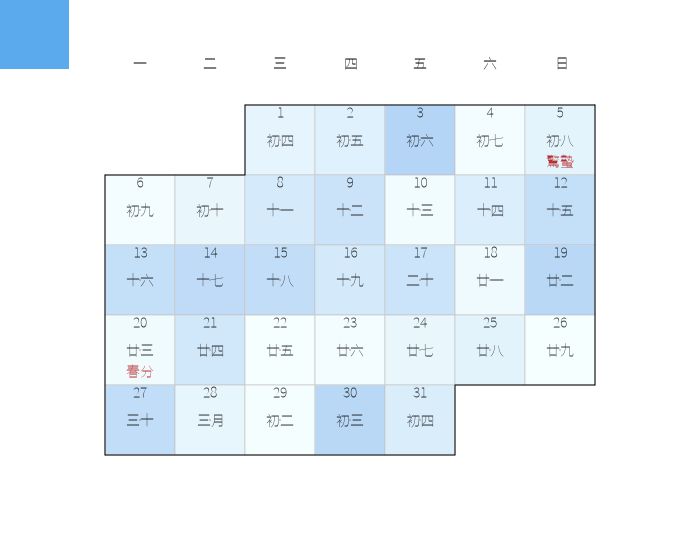 一 二 三 四 五 六 日
1 2 3 4 5
初四 初五 初六 初七 初八
驚蟄
6 7 8 9 10 11 12
初九 初十 十一 十二 十三 十四 十五
13 14 15 16 17 18 19
十六 十七 十八 十九 二十 廿一 廿二
20 21 22 23 24 25 26
廿三 廿四 廿五 廿六 廿七 廿八 廿九
春分
27 28 29 30 31
三十 三月 初二 初三 初四